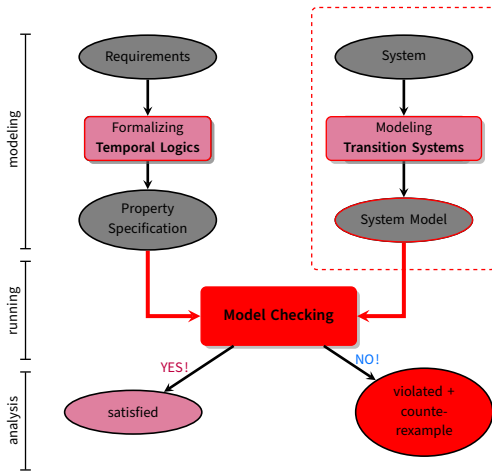 Requirements
System
Formalizing
Temporal Logics
Modeling
Transition Systems
modeling
Property
Specification
System Model
running
Model Checking
YES!
NO!
analysis
satisfied
violated +
counte-
rexample